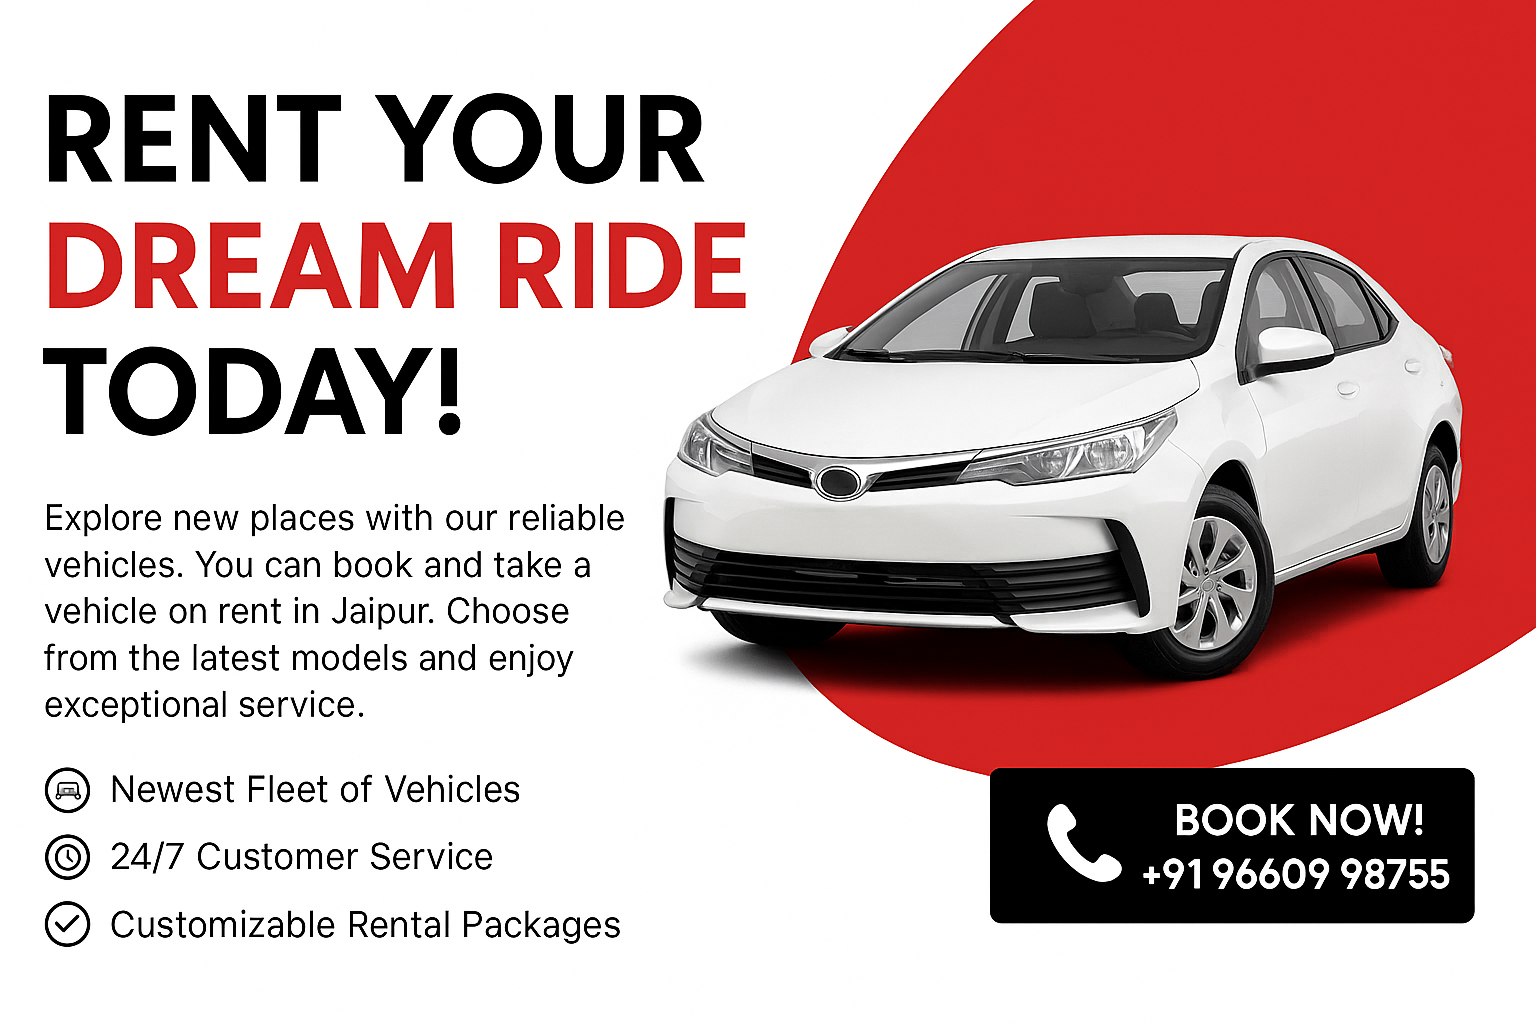 RENT YOUR
DREAM RIDE
TODAY!
Explore new places with our reliable
vehicles. You can book and take a
vehicle on rent in Jaipur. Choose
from the latest models and enjoy
exceptional service.
Newest Fleet of Vehicles
24/7 Customer Service
Customizable Rental Packages
BOOK NOW!
+91 96609 98755